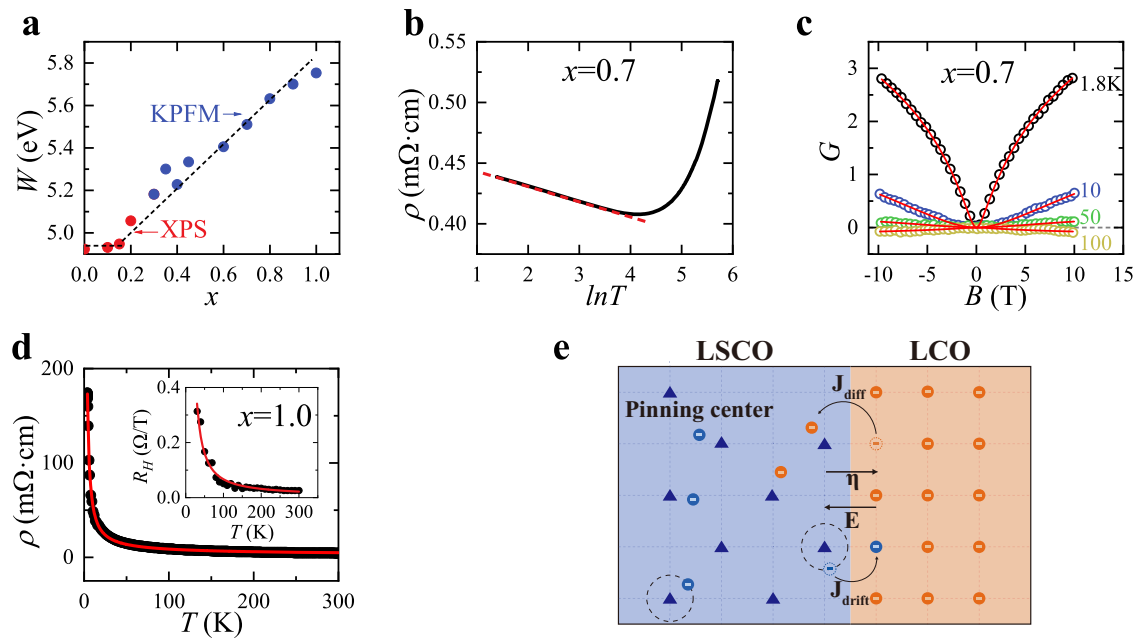 a
5.8
5.6
5.4
5.2
5.0
W (eV)
KPFM
XPS
0.0 0.2 0.4 0.6 0.8 1.0
x
b
0.55
0.50
0.45
0.40
ρ (mΩ·cm)
x=0.7
1 2 3 4 5 6
lnT
c
3
2
1
0
G
x=0.7
1.8K
10
50
100
-10 -5 0 5 10 15
B (T)
d
200
100
0
ρ (mΩ·cm)
0 100 200 300
T (K)
0.4
0.2
0.0
R_H (Ω/T)
x=1.0
0 100 200 300
T (K)
e
LSCO LCO
Pinning center
J_diff
η
E
J_drift